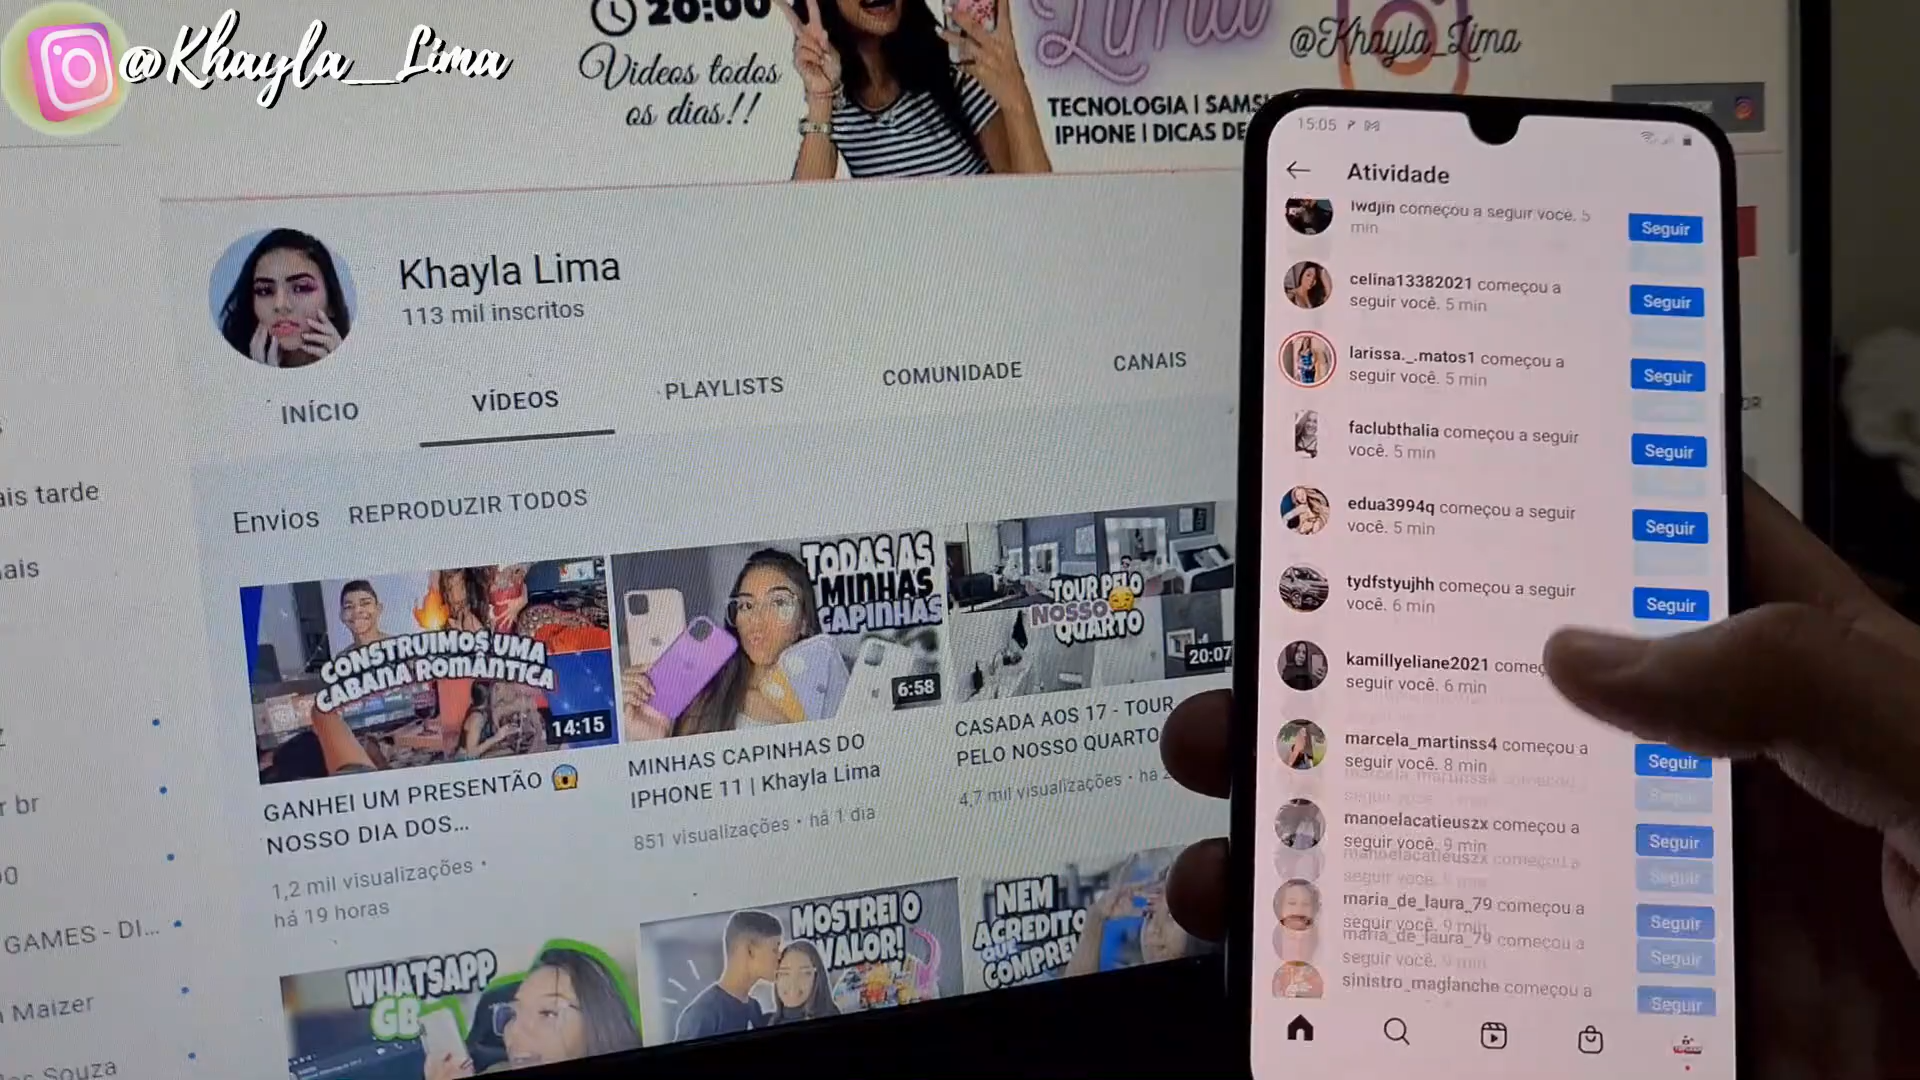 @Khayla_Lima
20:00
Videos todos
os dias!!
Lima
@Khayla_Lima
TECNOLOGIA | SAMS
IPHONE | DICAS DE
Khayla Lima
113 mil inscritos
INÍCIO
VÍDEOS
PLAYLISTS
COMUNIDADE
CANAIS
ais tarde
ais
r br
GAMES - DI...
Maizer
Souza
Envios
REPRODUZIR TODOS
CONSTRUIMOS UMA
CABANA ROMÂNTICA
14:15
GANHEI UM PRESENTÃO 😱
NOSSO DIA DOS...
1,2 mil visualizações •
há 19 horas
TODAS AS
MINHAS
CAPINHAS
6:58
MINHAS CAPINHAS DO
IPHONE 11 | Khayla Lima
851 visualizações • há 1 dia
TOUR PELO
NOSSO
QUARTO
20:07
CASADA AOS 17 - TOUR
PELO NOSSO QUARTO
4,7 mil visualizações • há 2
WHATSAPP
GB
MOSTREI O
VALOR!
NEM
ACREDITO
QUE
COMPREI
15:05
Atividade
lwdjin começou a seguir você. 5
min
Seguir
celina13382021 começou a
seguir você. 5 min
Seguir
larissa._.matos1 começou a
seguir você. 5 min
Seguir
faclubthalia começou a seguir
você. 5 min
Seguir
edua3994q começou a seguir
você. 5 min
Seguir
tydfstyujhh começou a seguir
você. 6 min
Seguir
kamillyeliane2021 começ
seguir você. 6 min
marcela_martinss4 começou a
seguir você. 8 min
Seguir
manoelacatieuszx começou a
seguir você. 9 min
Seguir
maria_de_laura_79 começou a
seguir você. 9 min
Seguir
sinistro_maglanche começou a
Seguir